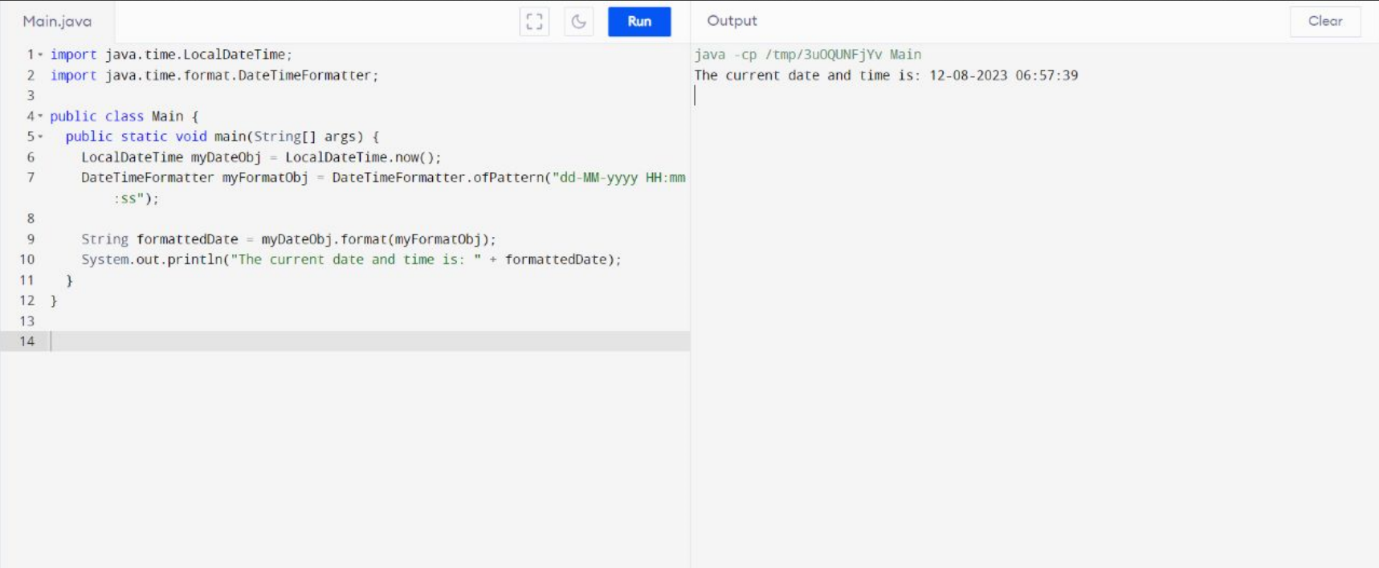 Main.java
Run
Output
Clear
1 import java.time.LocalDateTime;
2 import java.time.format.DateTimeFormatter;
3
4 public class Main {
5 public static void main(String[] args) {
6 LocalDateTime myDateObj = LocalDateTime.now();
7 DateTimeFormatter myFormatObj = DateTimeFormatter.ofPattern("dd-MM-yyyy HH:mm
:ss");
8
9 String formattedDate = myDateObj.format(myFormatObj);
10 System.out.println("The current date and time is: " + formattedDate);
11 }
12 }
13
14
java -cp /tmp/3uOQUNFjYv Main
The current date and time is: 12-08-2023 06:57:39